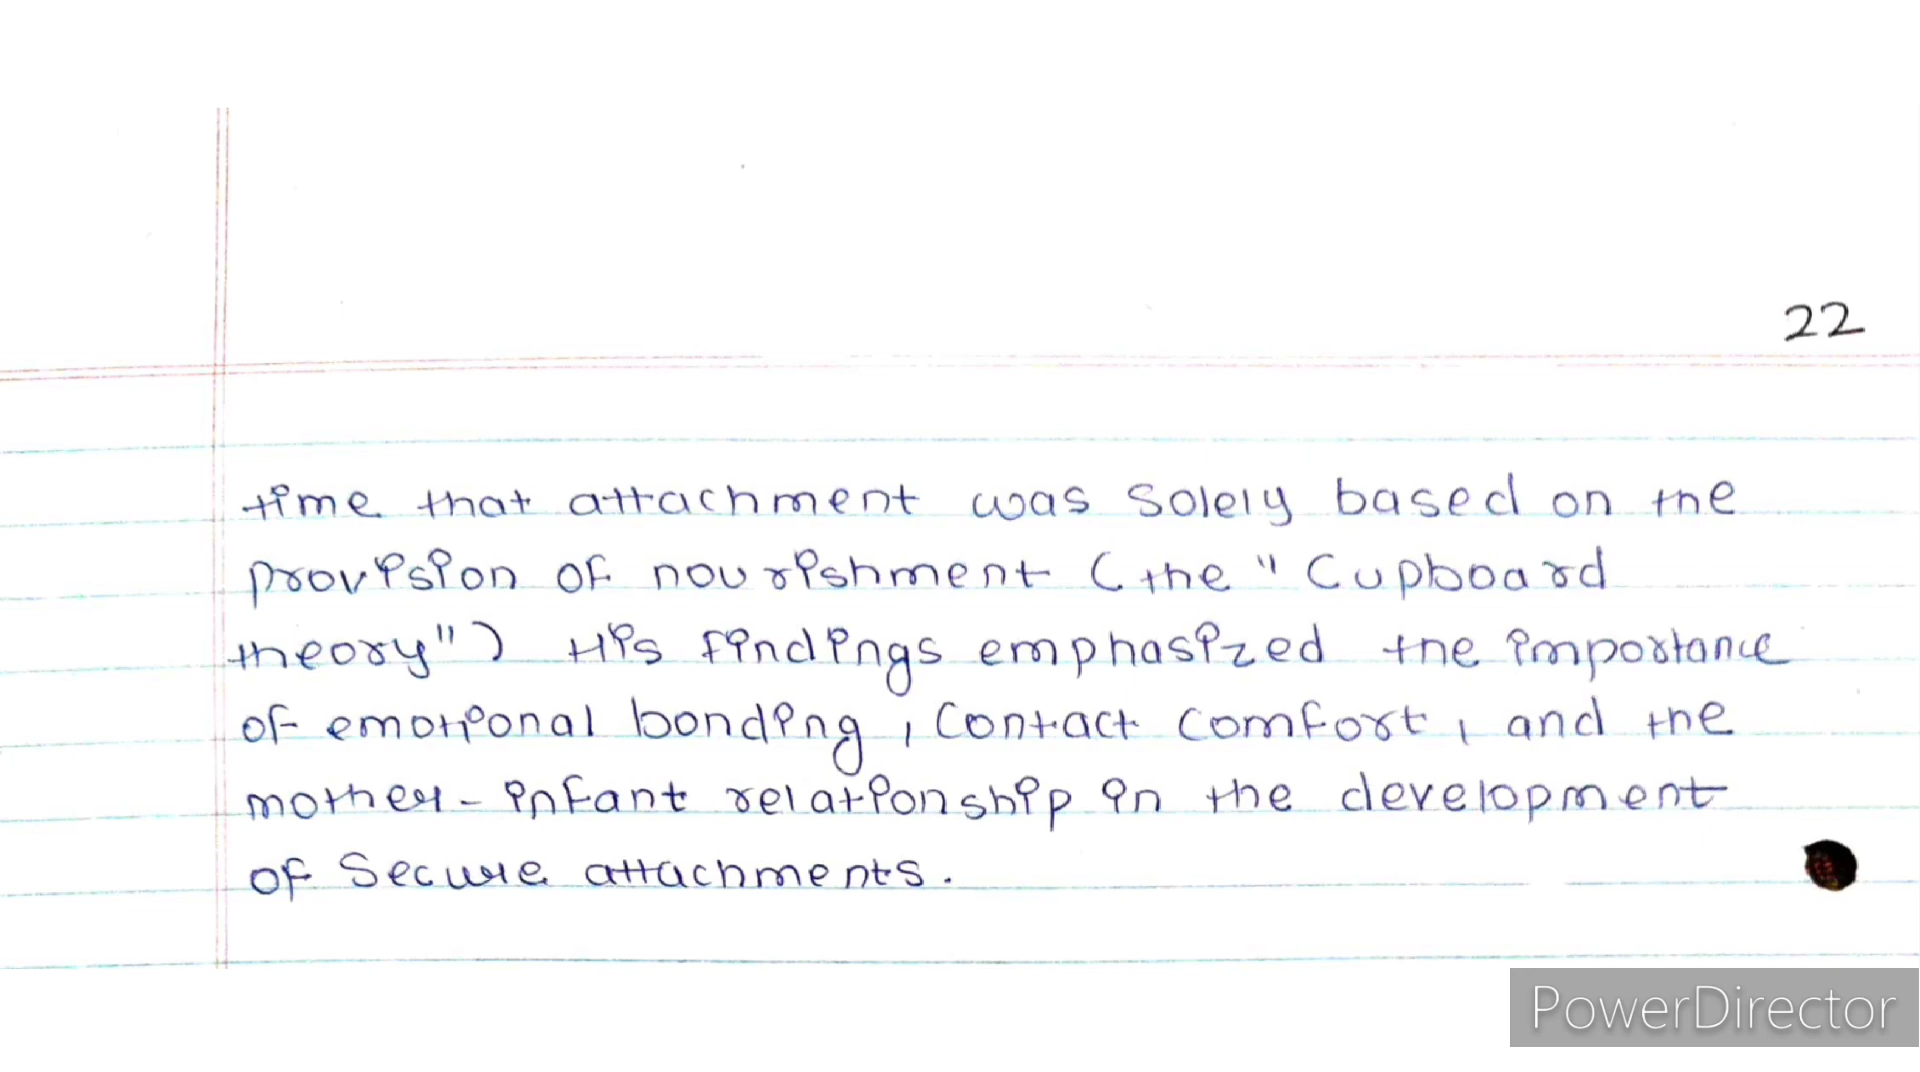 22
time that attachment was solely based on the
provision of nourishment (the "Cupboard
theory") His findings emphasized the importance
of emotional bonding, contact comfort, and the
mother-infant relationship in the development
of Secure attachments.
PowerDirector